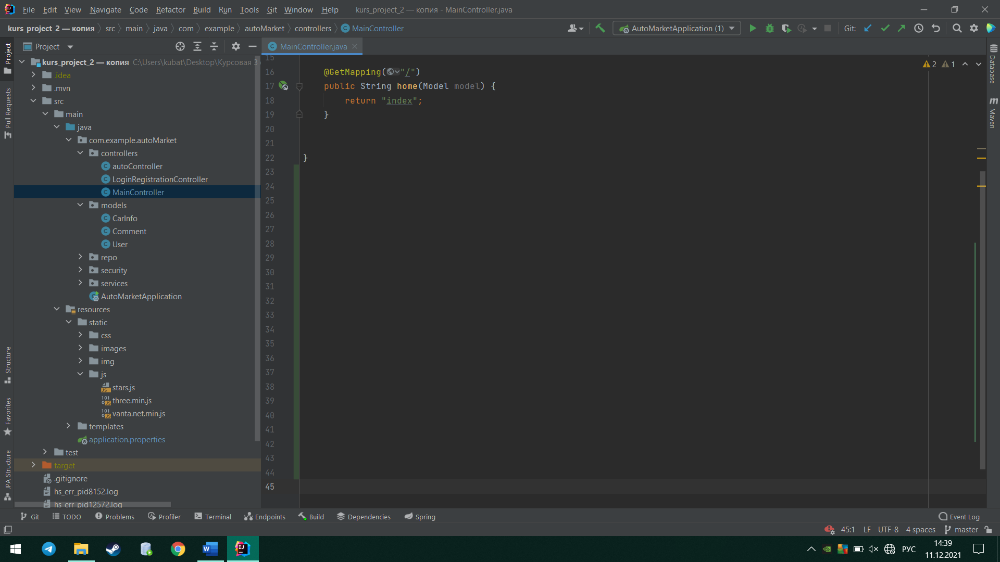 File Edit View Navigate Code Refactor Build Run Tools Git Window Help kurs_project_2 — копия - MainController.java
kurs_project_2 — копия src main java com example autoMarket controllers MainController AutoMarketApplication (1) Git:
Project
Pull Requests
Structure
Favorites
JPA Structure
Project
kurs_project_2 — копия C:\Users\kubat\Desktop\Курсовая 3
.idea
.mvn
src
main
java
com.example.autoMarket
controllers
autoController
LoginRegistrationController
MainController
models
CarInfo
Comment
User
repo
security
services
AutoMarketApplication
resources
static
css
images
img
js
stars.js
three.min.js
vanta.net.min.js
templates
application.properties
test
target
.gitignore
hs_err_pid8152.log
hs_err_pid12572.log
MainController.java
15
16 @GetMapping("/")
17 public String home(Model model) {
18 return "index";
19 }
20
21
22 }
23
24
25
26
27
28
29
30
31
32
33
34
35
36
37
38
39
40
41
42
43
44
45
2 1
Database
Maven
Git TODO Problems Profiler Terminal Endpoints Build Dependencies Spring Event Log
45:1 LF UTF-8 4 spaces master
РУС 14:39
11.12.2021